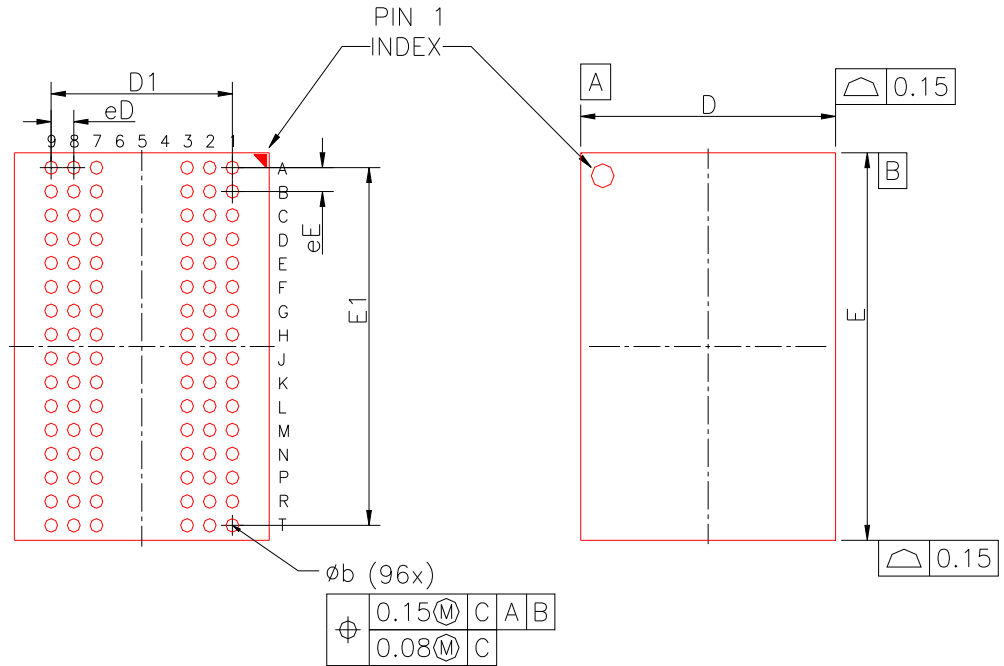 PIN 1
INDEX
D1
eD
9 8 7 6 5 4 3 2 1
A
B
C
D
E
F
G
H
J
K
L
M
N
P
R
T
eE
E1
øb (96x)
0.15Ⓜ C A B
0.08Ⓜ C
A
D
0.15
B
E
0.15